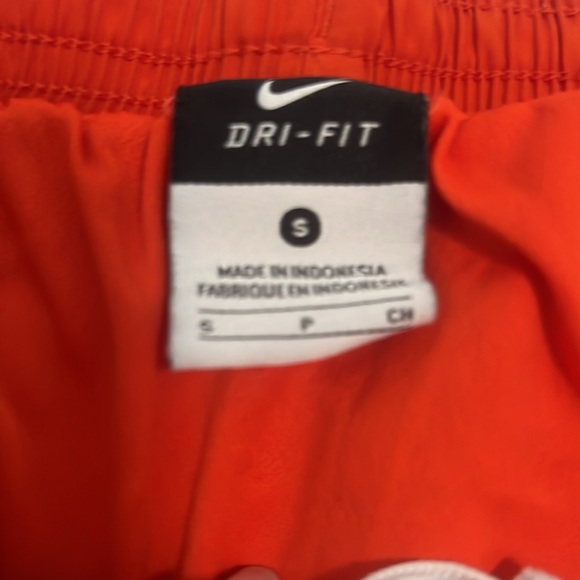 DRI-FIT
S
MADE IN INDONESIA
FABRIQUE EN INDONESIE
S P CH